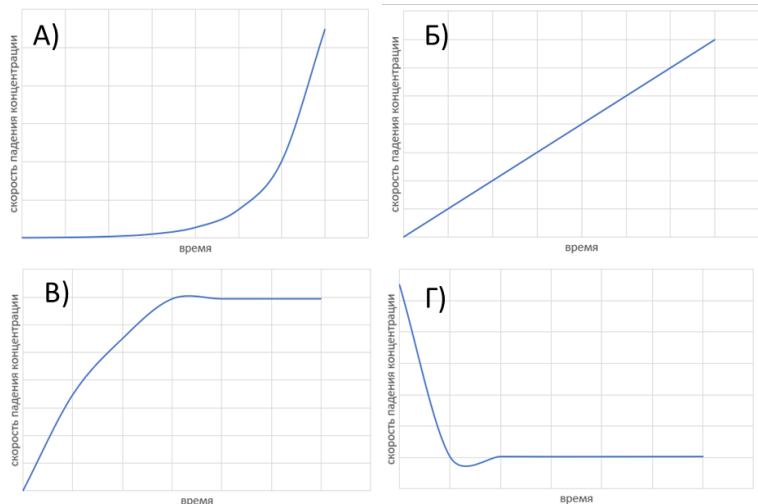 А)
скорость падения концентрации
время
Б)
скорость падения концентрации
время
В)
скорость падения концентрации
время
Г)
скорость падения концентрации
время